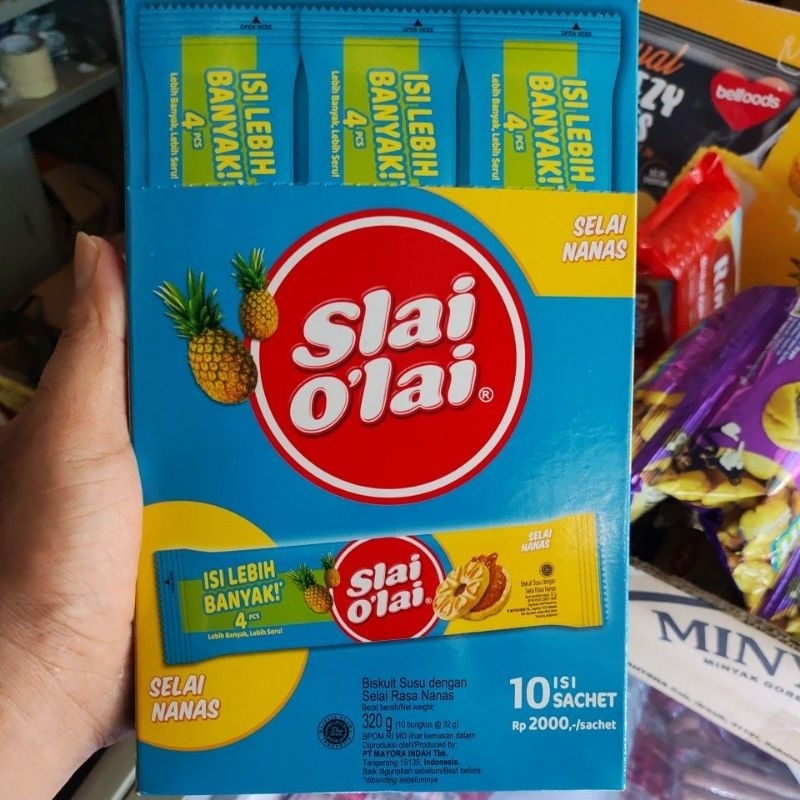 OPEN HERE
OPEN HERE
OPEN HERE
ISI LEBIH
BANYAK!*
4 PCS
Lebih Banyak, Lebih Seru!
ISI LEBIH
BANYAK!*
4 PCS
Lebih Banyak, Lebih Seru!
ISI LEBIH
BANYAK!*
4 PCS
Lebih Banyak, Lebih Seru!
belfoods
SELAI
NANAS
Slai
o'lai®
ISI LEBIH
BANYAK!*
4 PCS
Lebih Banyak, Lebih Seru!
Slai
o'lai®
SELAI
NANAS
Biskuit Susu dengan
Selai Rasa Nanas
SELAI
NANAS
Biskuit Susu dengan
Selai Rasa Nanas
Berat bersih/Net weight:
320 g (10 bungkus @ 32 g)
BPOM RI MD lihat kemasan dalam
Diproduksi oleh/Produced by:
PT MAYORA INDAH Tbk.
Tangerang 15135, Indonesia.
Baik digunakan sebelum/Best before:
*dibanding sebelumnya
10 ISI
SACHET
Rp 2000,-/sachet
MINY
MINYAK GORE